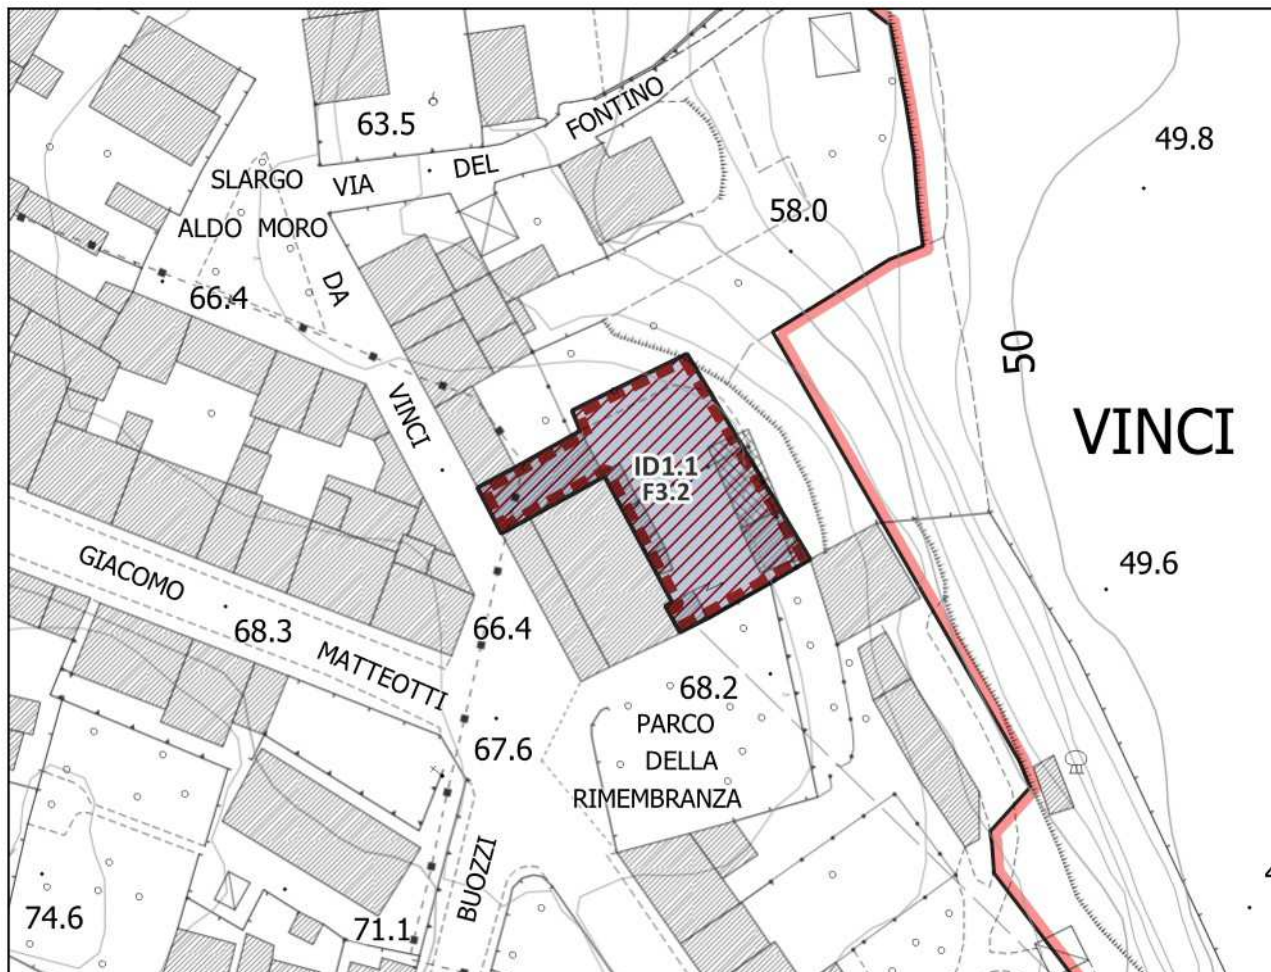 63.5
FONTINO
49.8
SLARGO
VIA
DEL
ALDO MORO
58.0
66.4
DA
50
VINCI
VINCI
ID1.1
F3.2
GIACOMO
49.6
68.3
66.4
MATTEOTTI
68.2
PARCO
67.6
DELLA
RIMEMBRANZA
BUOZZI
74.6
71.1